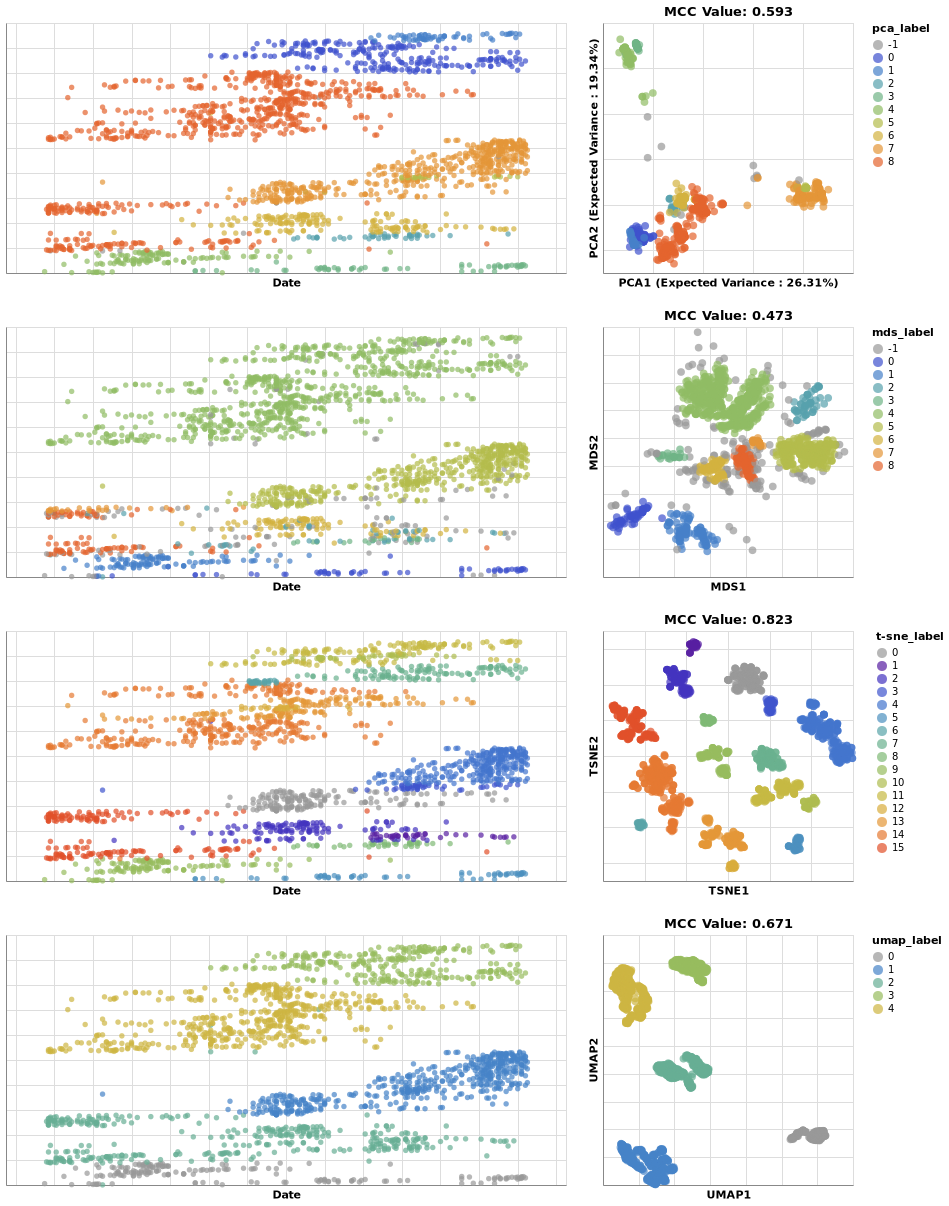 MCC Value: 0.593
pca_label
-1
0
1
2
3
4
5
6
7
8
PCA2 (Expected Variance : 19.34%)
Date
PCA1 (Expected Variance : 26.31%)
MCC Value: 0.473
mds_label
-1
0
1
2
3
4
5
6
7
8
MDS2
Date
MDS1
MCC Value: 0.823
t-sne_label
0
1
2
3
4
5
6
7
8
9
10
11
12
13
14
15
TSNE2
Date
TSNE1
MCC Value: 0.671
umap_label
0
1
2
3
4
UMAP2
Date
UMAP1